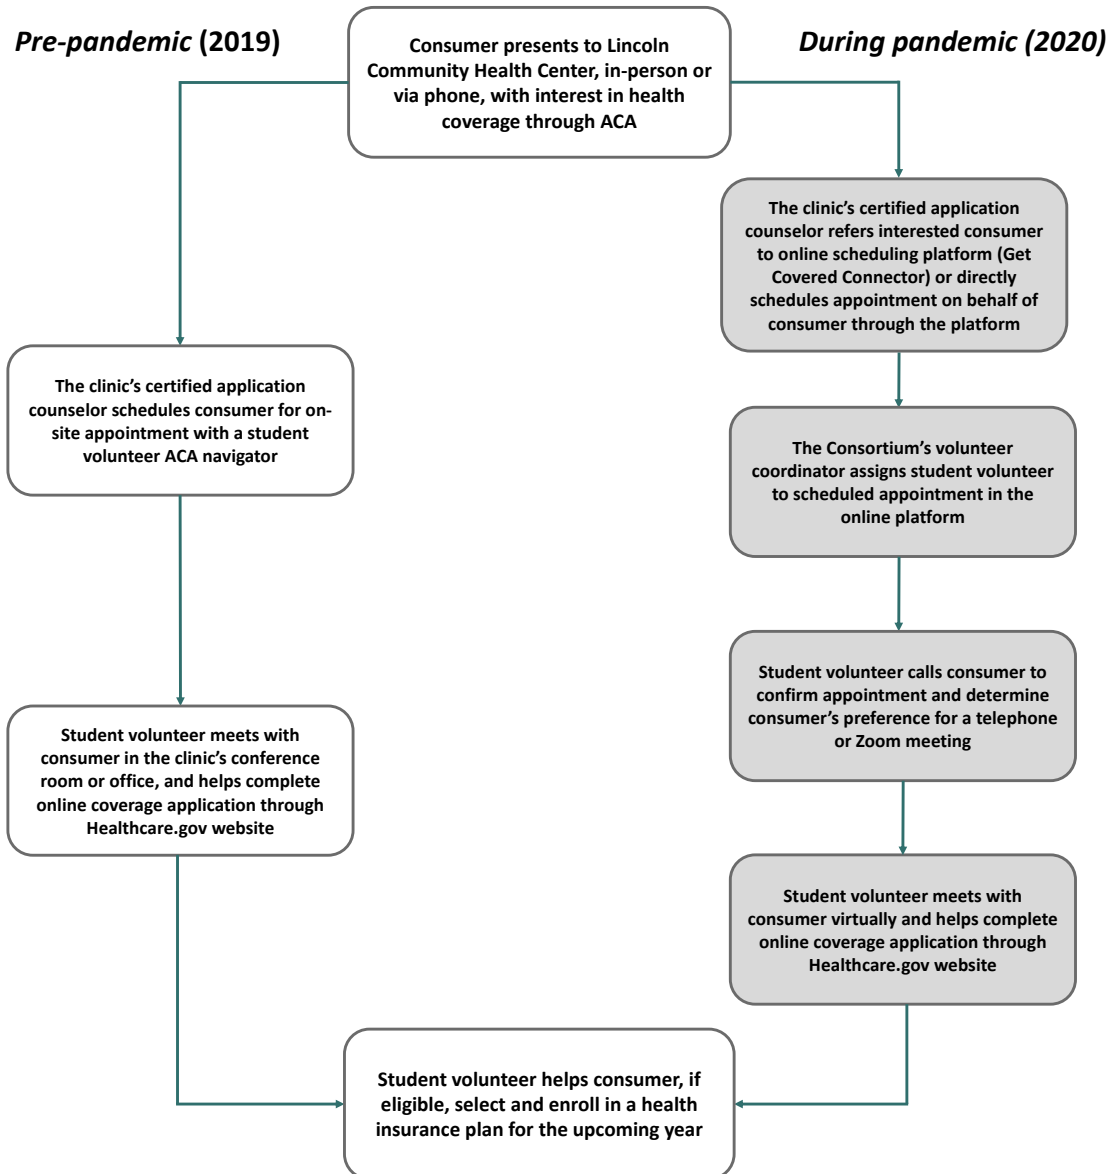 Pre-pandemic (2019)
During pandemic (2020)
Consumer presents to Lincoln
Community Health Center, in-person or
via phone, with interest in health
coverage through ACA
The clinic’s certified application
counselor schedules consumer for on-
site appointment with a student
volunteer ACA navigator
Student volunteer meets with
consumer in the clinic’s conference
room or office, and helps complete
online coverage application through
Healthcare.gov website
The clinic’s certified application
counselor refers interested consumer
to online scheduling platform (Get
Covered Connector) or directly
schedules appointment on behalf of
consumer through the platform
The Consortium’s volunteer
coordinator assigns student volunteer
to scheduled appointment in the
online platform
Student volunteer calls consumer to
confirm appointment and determine
consumer’s preference for a telephone
or Zoom meeting
Student volunteer meets with
consumer virtually and helps complete
online coverage application through
Healthcare.gov website
Student volunteer helps consumer, if
eligible, select and enroll in a health
insurance plan for the upcoming year